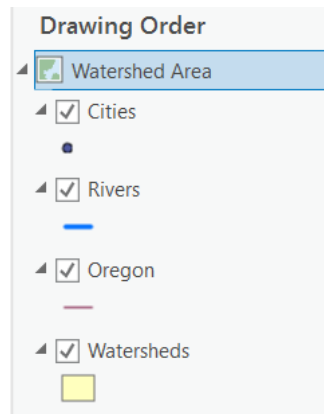 Drawing Order
Watershed Area
Cities
Rivers
Oregon
Watersheds